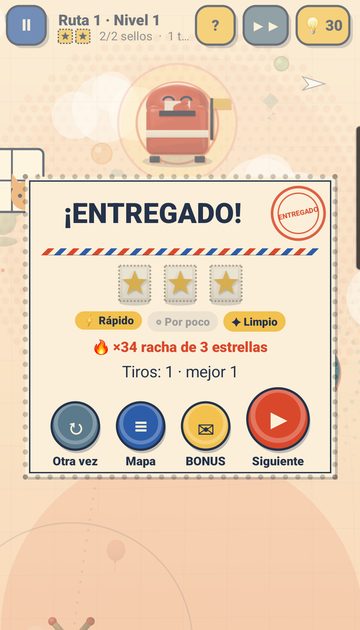 Ruta 1 · Nivel 1
2/2 sellos · 1 t...
?
30
¡ENTREGADO!
ENTREGADO
Rápido
Por poco
Limpio
×34 racha de 3 estrellas
Tiros: 1 · mejor 1
Otra vez
Mapa
BONUS
Siguiente